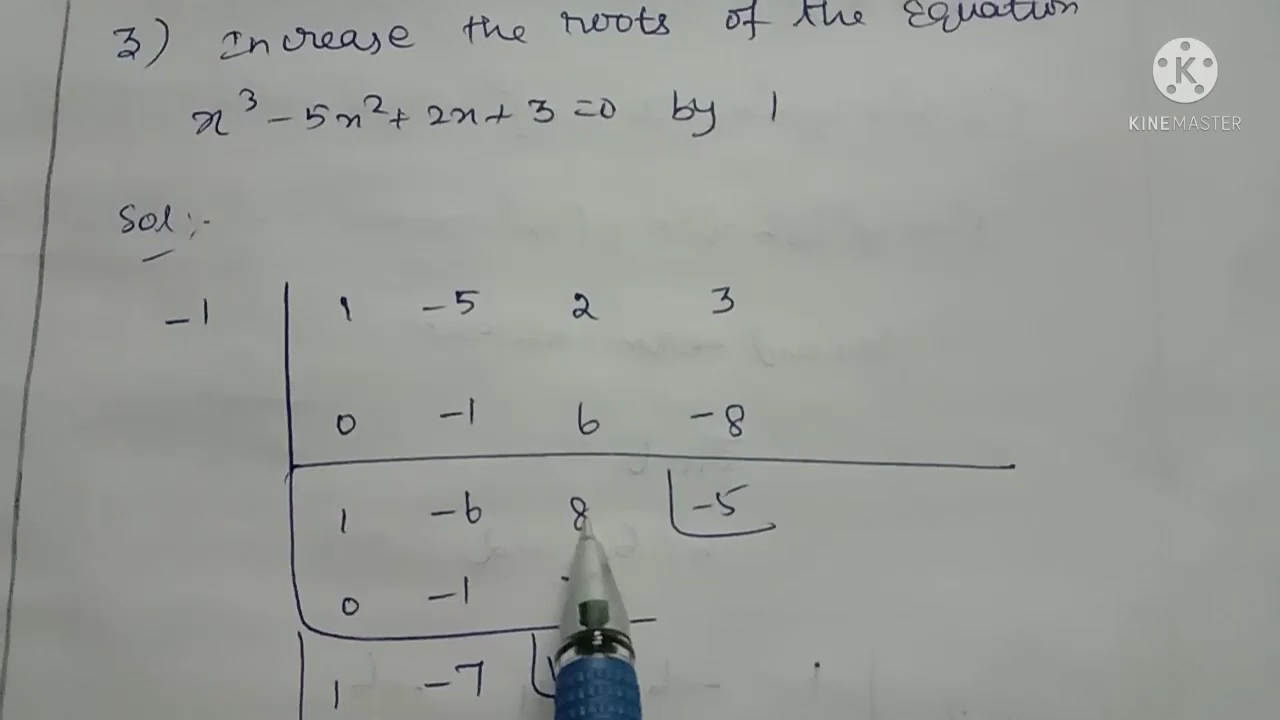 3) Increase the roots of the Equation
x³ - 5x² + 2x + 3 = 0 by 1
K
KINEMASTER
Sol :-
-1 1 -5 2 3
0 -1 6 -8
1 -6 8 -5
0 -1
1 -7